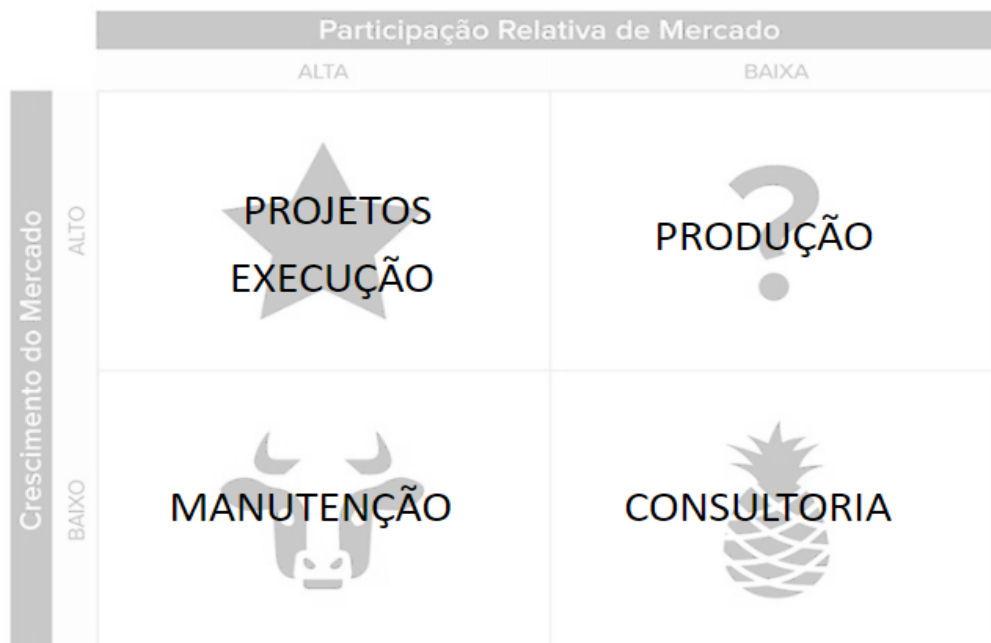 Participação Relativa de Mercado
ALTA
BAIXA
Crescimento do Mercado
ALTO
PROJETOS
EXECUÇÃO
?
PRODUÇÃO
BAIXO
MANUTENÇÃO
CONSULTORIA